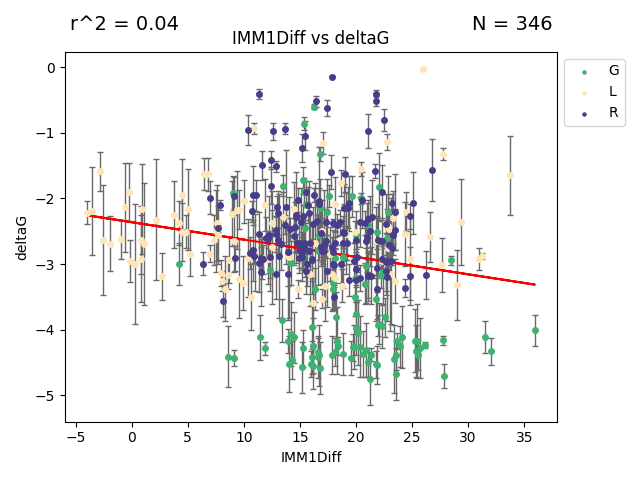 r^2 = 0.04
N = 346
IMM1Diff vs deltaG
G
L
R
deltaG
0
−1
−2
−3
−4
−5
−5 0 5 10 15 20 25 30 35
IMM1Diff